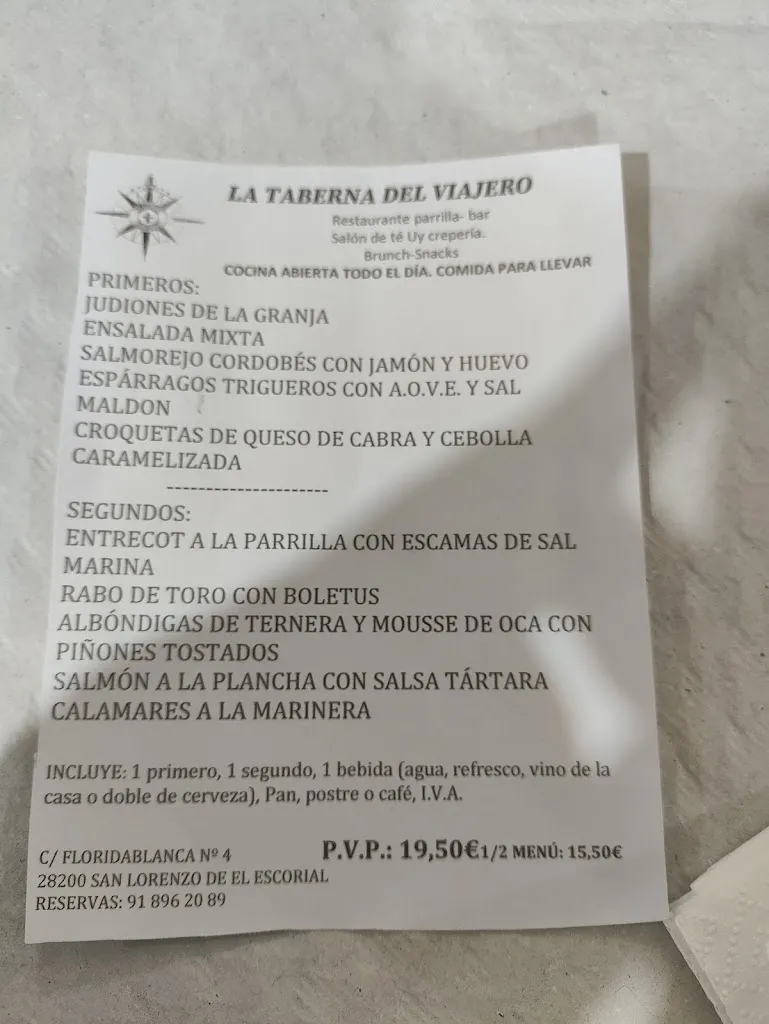 LA TABERNA DEL VIAJERO
Restaurante parrilla- bar
Salón de té Uy crepería.
Brunch-Snacks
COCINA ABIERTA TODO EL DÍA. COMIDA PARA LLEVAR
PRIMEROS:
JUDIONES DE LA GRANJA
ENSALADA MIXTA
SALMOREJO CORDOBÉS CON JAMÓN Y HUEVO
ESPÁRRAGOS TRIGUEROS CON A.O.V.E. Y SAL
MALDON
CROQUETAS DE QUESO DE CABRA Y CEBOLLA
CARAMELIZADA
---------------------
SEGUNDOS:
ENTRECOT A LA PARRILLA CON ESCAMAS DE SAL
MARINA
RABO DE TORO CON BOLETUS
ALBÓNDIGAS DE TERNERA Y MOUSSE DE OCA CON
PIÑONES TOSTADOS
SALMÓN A LA PLANCHA CON SALSA TÁRTARA
CALAMARES A LA MARINERA
INCLUYE: 1 primero, 1 segundo, 1 bebida (agua, refresco, vino de la
casa o doble de cerveza), Pan, postre o café, I.V.A.
C/ FLORIDABLANCA Nº 4 P.V.P.: 19,50€1/2 MENÚ: 15,50€
28200 SAN LORENZO DE EL ESCORIAL
RESERVAS: 91 896 20 89